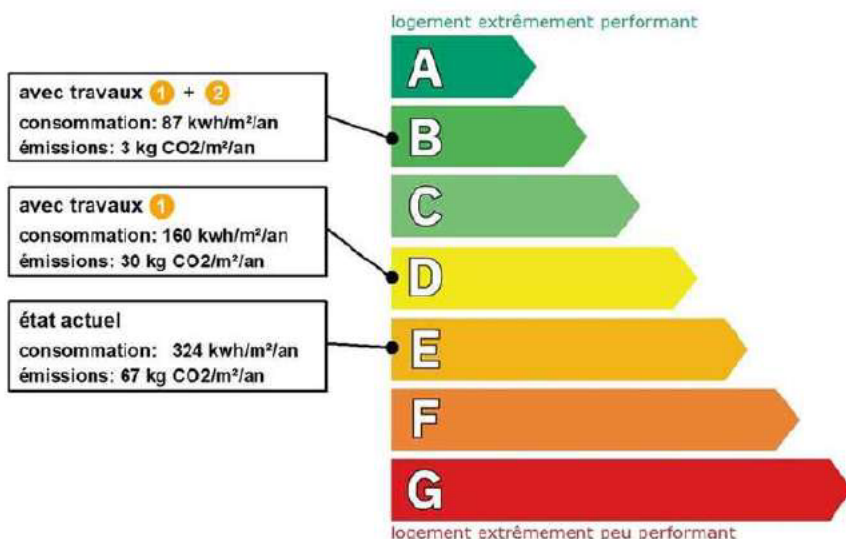 logement extrêmement performant
A
avec travaux 1 + 2
consommation: 87 kwh/m²/an
émissions: 3 kg CO2/m²/an
B
C
avec travaux 1
consommation: 160 kwh/m²/an
émissions: 30 kg CO2/m²/an
D
état actuel
consommation: 324 kwh/m²/an
émissions: 67 kg CO2/m²/an
E
F
G
logement extrêmement peu performant